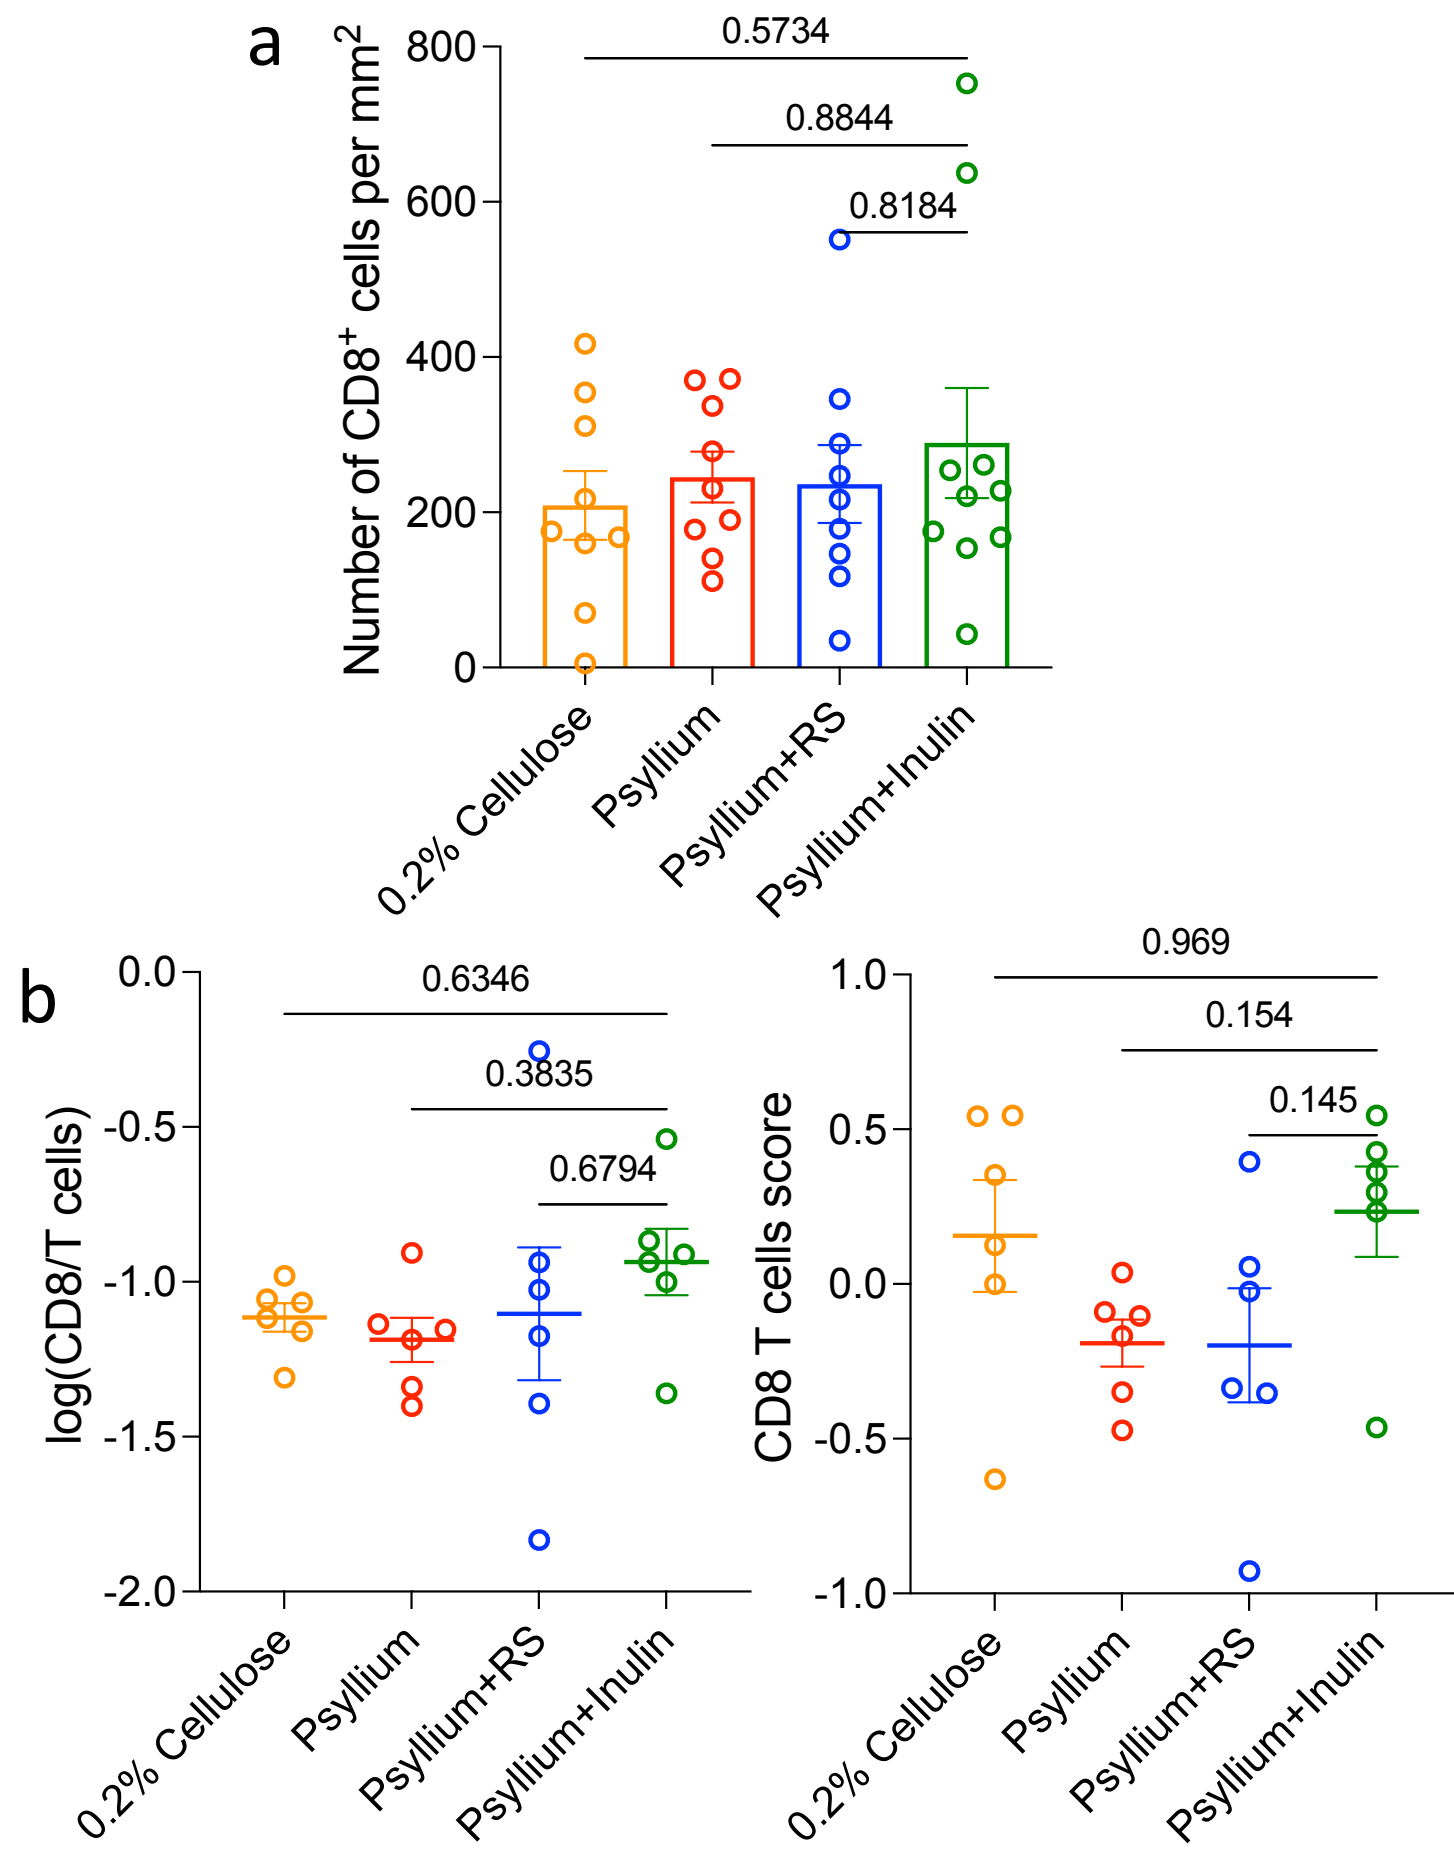 a
Number of CD8+ cells per mm2
800
600
400
200
0
0.5734
0.8844
0.8184
0.2% Cellulose
Psyllium
Psyllium+RS
Psyllium+Inulin
b
log(CD8/T cells)
0.0
-0.5
-1.0
-1.5
-2.0
0.6346
0.3835
0.6794
0.2% Cellulose
Psyllium
Psyllium+RS
Psyllium+Inulin
CD8 T cells score
1.0
0.5
0.0
-0.5
-1.0
0.969
0.154
0.145
0.2% Cellulose
Psyllium
Psyllium+RS
Psyllium+Inulin